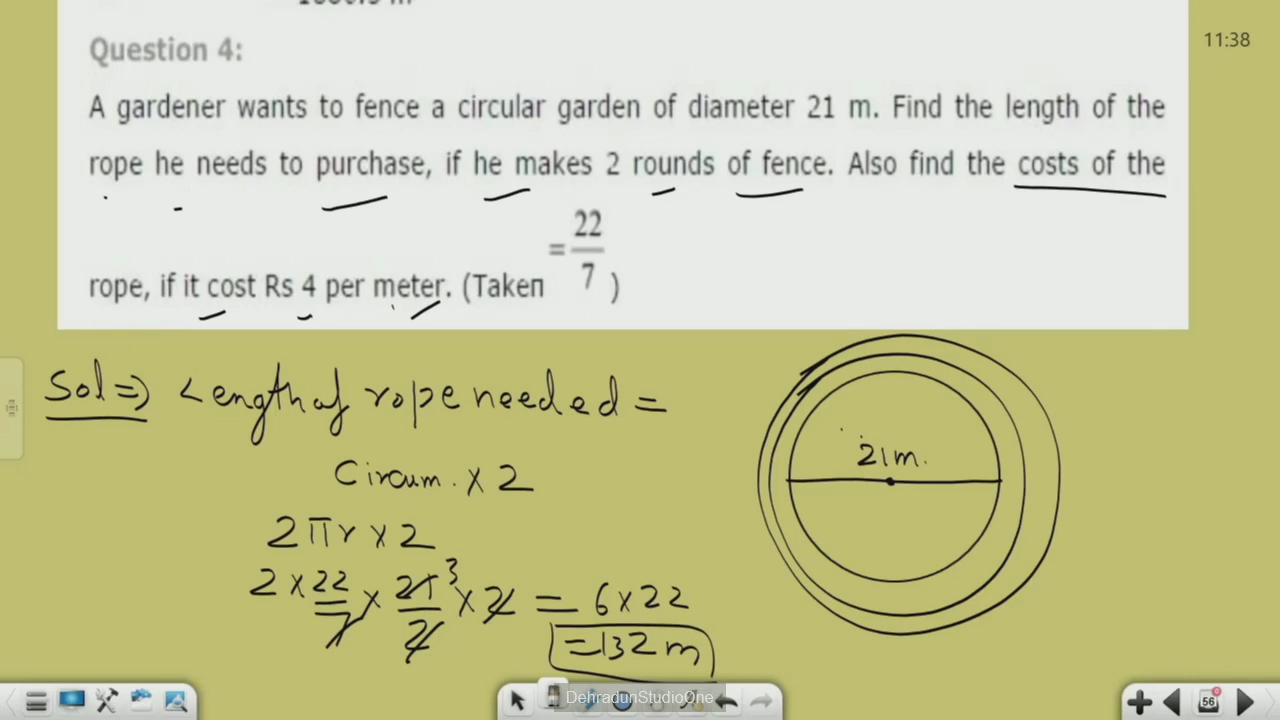 11:38
Question 4:
A gardener wants to fence a circular garden of diameter 21 m. Find the length of the
rope he needs to purchase, if he makes 2 rounds of fence. Also find the costs of the
rope, if it cost Rs 4 per meter. (Taken = 22/7 )
Sol⇒ Length of rope needed =
Circum. × 2
2πr × 2
2 × 22/7 × 21/2 3 × 2 = 6 × 22
= 132 m
21m.
DehradunStudioOne
56